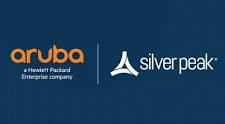 aruba
a Hewlett Packard
Enterprise company
silver peak®